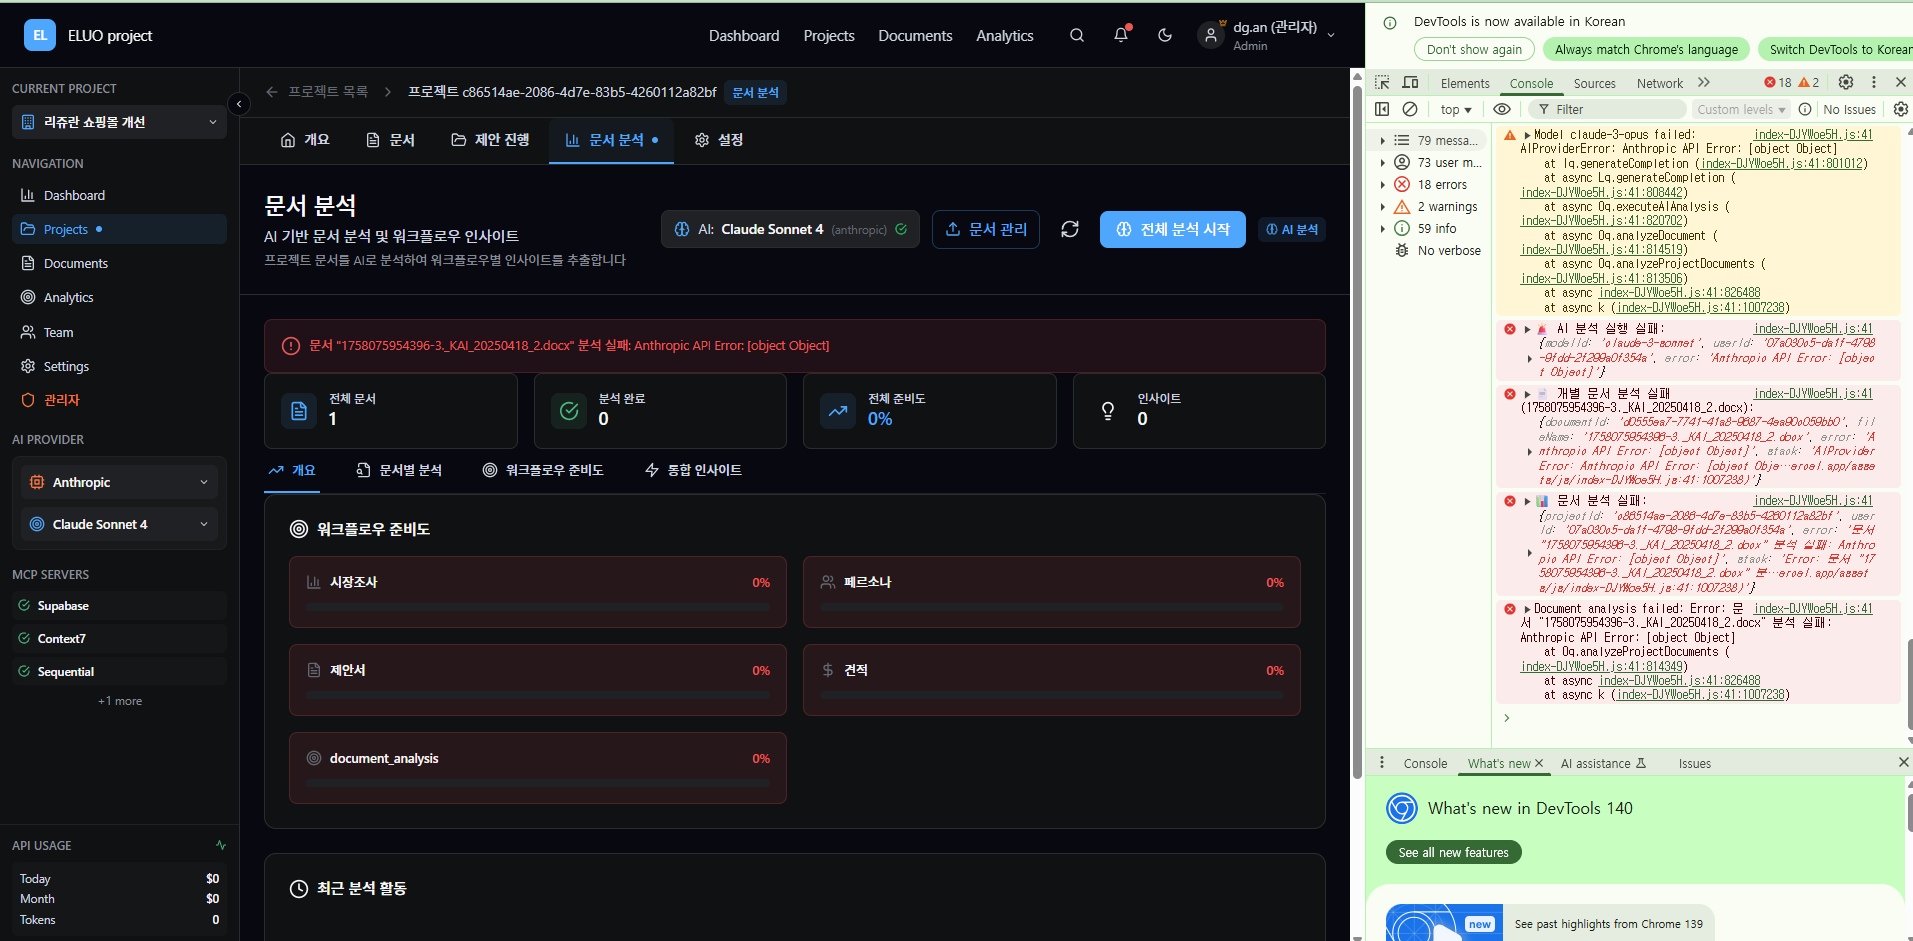 EL ELUO project
Dashboard Projects Documents Analytics
dg.an (관리자)
Admin
CURRENT PROJECT
리쥬란 쇼핑몰 개선
NAVIGATION
Dashboard
Projects
Documents
Analytics
Team
Settings
관리자
AI PROVIDER
Anthropic
Claude Sonnet 4
MCP SERVERS
Supabase
Context7
Sequential
+1 more
API USAGE
Today $0
Month $0
Tokens 0
프로젝트 목록 프로젝트 c86514ae-2086-4d7e-83b5-4260112a82bf 문서 분석
개요 문서 제안 진행 문서 분석 설정
문서 분석
AI 기반 문서 분석 및 워크플로우 인사이트
프로젝트 문서를 AI로 분석하여 워크플로우별 인사이트를 추출합니다
AI: Claude Sonnet 4 (anthropic) 문서 관리 전체 분석 시작 AI 분석
문서 "1758075954396-3._KAI_20250418_2.docx" 분석 실패: Anthropic API Error: [object Object]
전체 문서
1
분석 완료
0
전체 준비도
0%
인사이트
0
개요 문서별 분석 워크플로우 준비도 통합 인사이트
워크플로우 준비도
시장조사 0%
페르소나 0%
제안서 0%
견적 0%
document_analysis 0%
최근 분석 활동
DevTools is now available in Korean
Don't show again Always match Chrome's language Switch DevTools to Korean
Elements Console Sources Network 18 2
top Filter Custom levels No Issues
79 messa...
73 user m...
18 errors
2 warnings
59 info
No verbose
Model claude-3-opus failed: index-DJYWoe5H.js:41
AIProviderError: Anthropic API Error: [object Object]
at Iq.generateCompletion (index-DJYWoe5H.js:41:801012)
at async Lq.generateCompletion (
index-DJYWoe5H.js:41:808442)
at async Oq.executeAIAnalysis (
index-DJYWoe5H.js:41:820702)
at async Oq.analyzeDocument (
index-DJYWoe5H.js:41:814519)
at async Oq.analyzeProjectDocuments (
index-DJYWoe5H.js:41:813506)
at async index-DJYWoe5H.js:41:826488
at async k (index-DJYWoe5H.js:41:1007238)
AI 분석 실행 실패: index-DJYWoe5H.js:41
{modelId: 'claude-3-sonnet', userId: '07a030c5-da1f-4798
-9fdd-2f299a0f354a', error: 'Anthropic API Error: [objec
t Object]'}
개별 문서 분석 실패 index-DJYWoe5H.js:41
(1758075954396-3._KAI_20250418_2.docx):
{documentId: 'd0555ea7-7741-41a8-9687-4ea90c059bb0', fil
eName: '1758075954396-3._KAI_20250418_2.docx', error: 'A
nthropic API Error: [object Object]', stack: 'AIProvider
Error: Anthropic API Error: [object Obje…ercel.app/asse
ts/js/index-DJYWoe5H.js:41:1007238)'}
문서 분석 실패: index-DJYWoe5H.js:41
{projectId: 'c86514ae-2086-4d7e-83b5-4260112a82bf', user
Id: '07a030c5-da1f-4798-9fdd-2f299a0f354a', error: '문서
"1758075954396-3._KAI_20250418_2.docx" 분석 실패: Anthro
pic API Error: [object Object]', stack: 'Error: 문서 "17
58075954396-3._KAI_20250418_2.docx" 분…ercel.app/asset
s/js/index-DJYWoe5H.js:41:1007238)'}
Document analysis failed: Error: 문 index-DJYWoe5H.js:41
서 "1758075954396-3._KAI_20250418_2.docx" 분석 실패:
Anthropic API Error: [object Object]
at Oq.analyzeProjectDocuments (
index-DJYWoe5H.js:41:814349)
at async index-DJYWoe5H.js:41:826488
at async k (index-DJYWoe5H.js:41:1007238)
Console What's new AI assistance Issues
What's new in DevTools 140
See all new features
new
See past highlights from Chrome 139